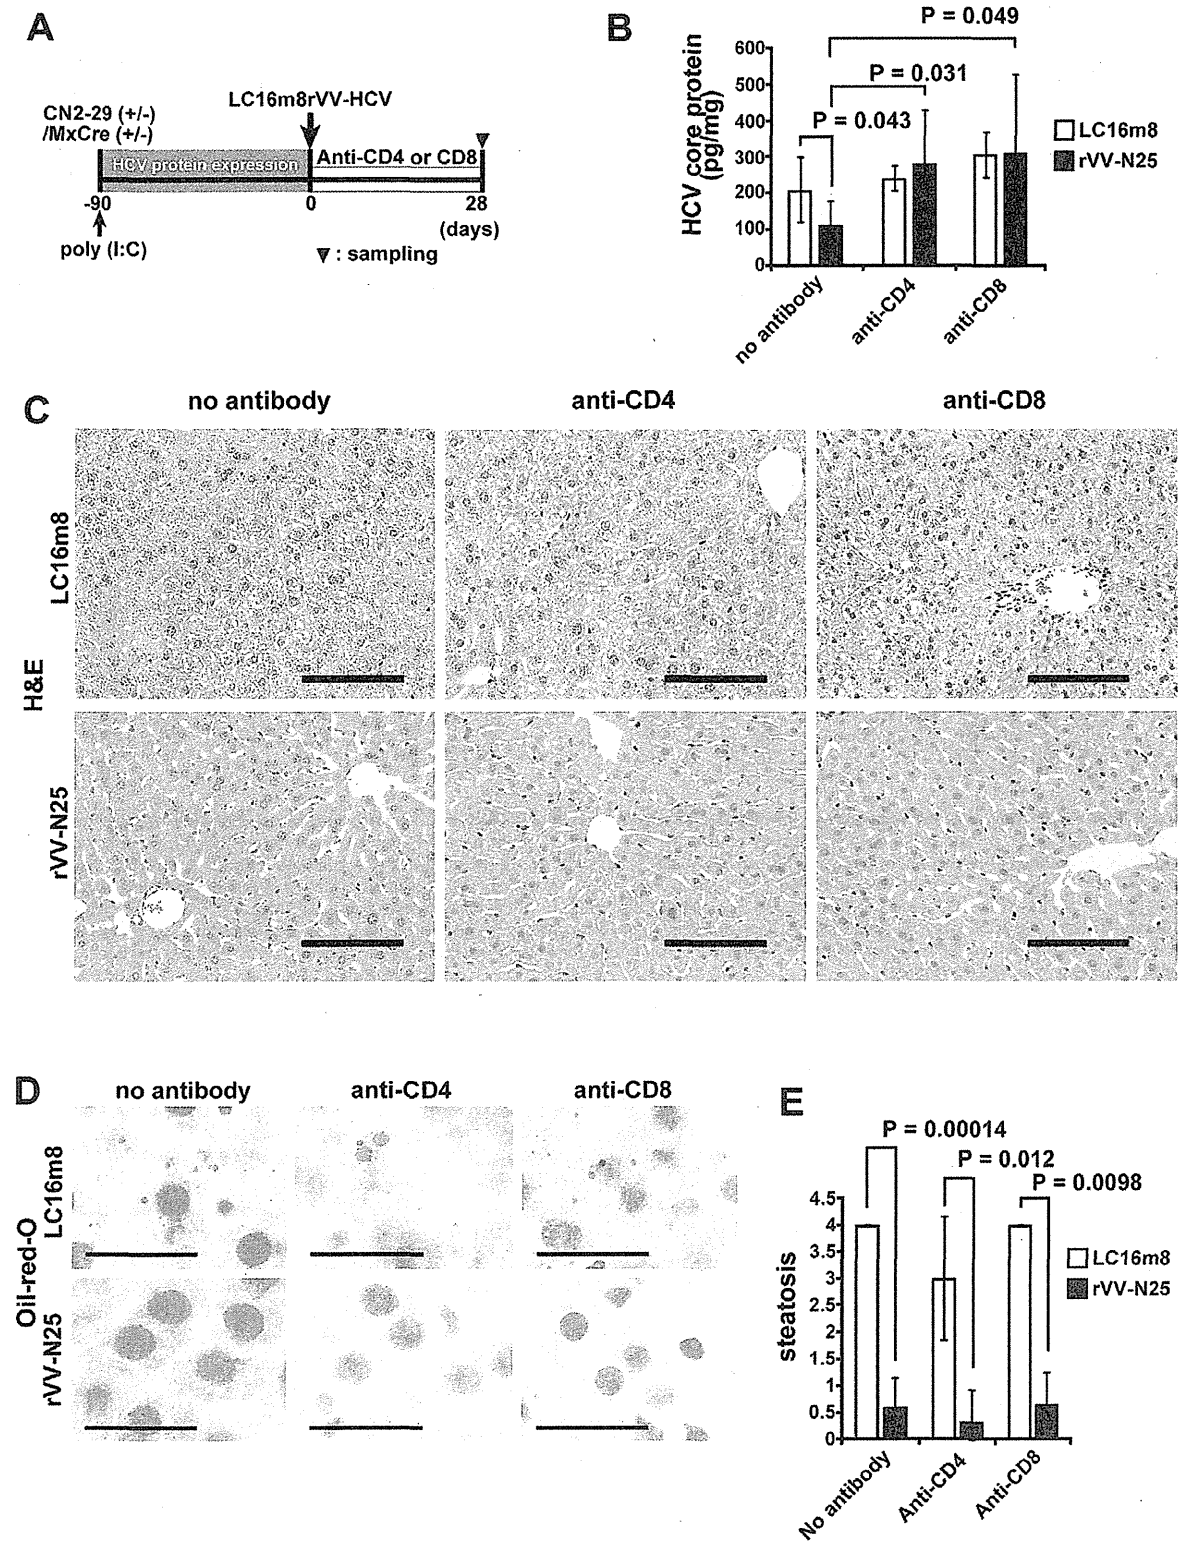 A
CN2-29 (+/-)
/MxCre (+/-)
LC16m8rVV-HCV
HCV protein expression
Anti-CD4 or CD8
-90
0
28
(days)
poly (I:C)
: sampling
B
P = 0.049
P = 0.031
P = 0.043
HCV core protein
(pg/mg)
600
500
400
300
200
100
0
LC16m8
rVV-N25
no antibody
anti-CD4
anti-CD8
C
no antibody
anti-CD4
anti-CD8
H&E
LC16m8
rVV-N25
D
no antibody
anti-CD4
anti-CD8
Oil-red-O
LC16m8
rVV-N25
E
P = 0.00014
P = 0.012
P = 0.0098
steatosis
4.5
4
3.5
3
2.5
2
1.5
1
0.5
0
LC16m8
rVV-N25
No antibody
Anti-CD4
Anti-CD8